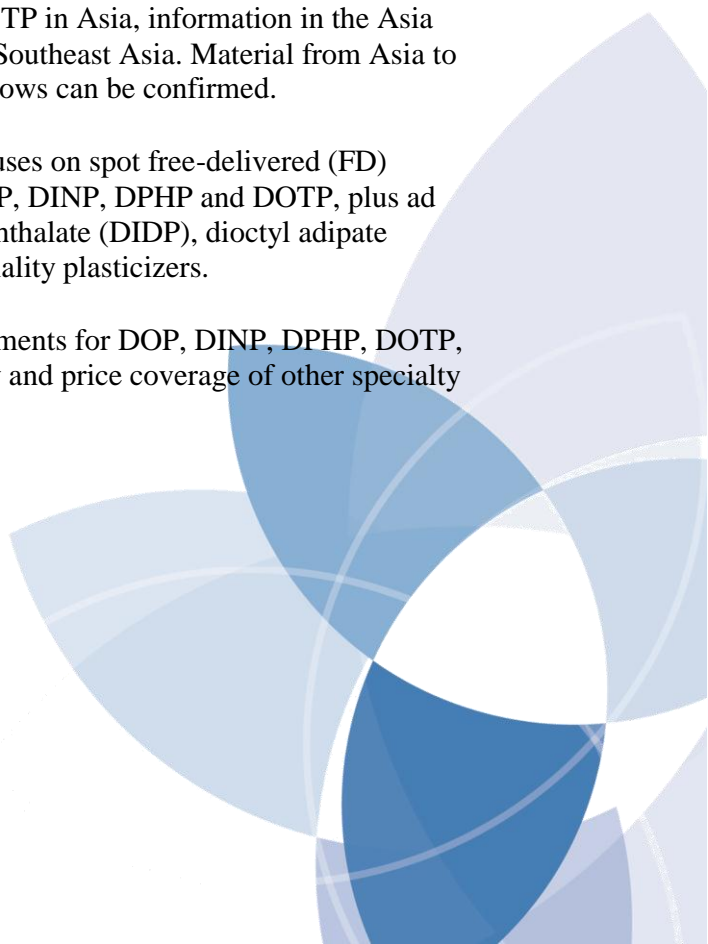 TP in Asia, information in the Asia
Southeast Asia. Material from Asia to
ows can be confirmed.
uses on spot free-delivered (FD)
P, DINP, DPHP and DOTP, plus ad
nthalate (DIDP), dioctyl adipate
iality plasticizers.
ments for DOP, DINP, DPHP, DOTP,
and price coverage of other specialty